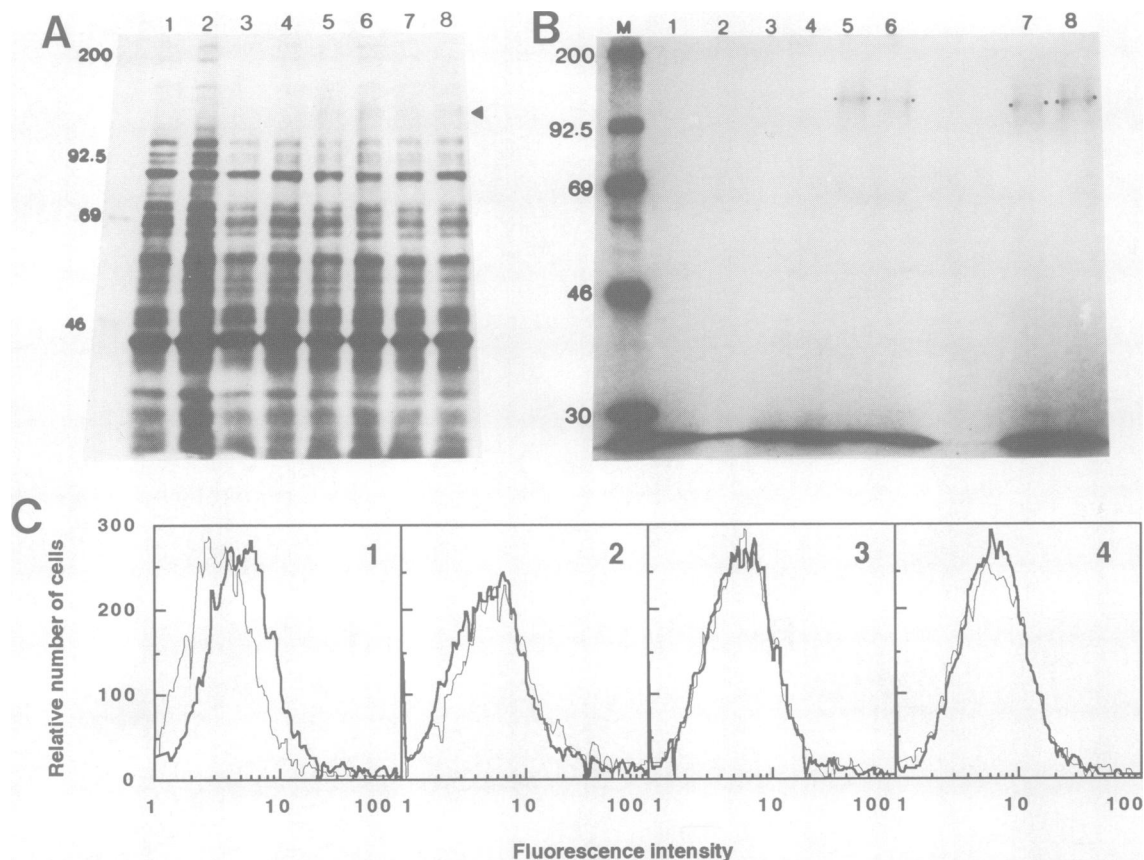 A
1 2 3 4 5 6 7 8
200
92.5
69
46
B
M 1 2 3 4 5 6 7 8
200
92.5
69
46
30
C
Relative number of cells
300
200
100
0
1 2 3 4
1 10 100 1 10 100 1 10 100 1 10 100
Fluorescence intensity